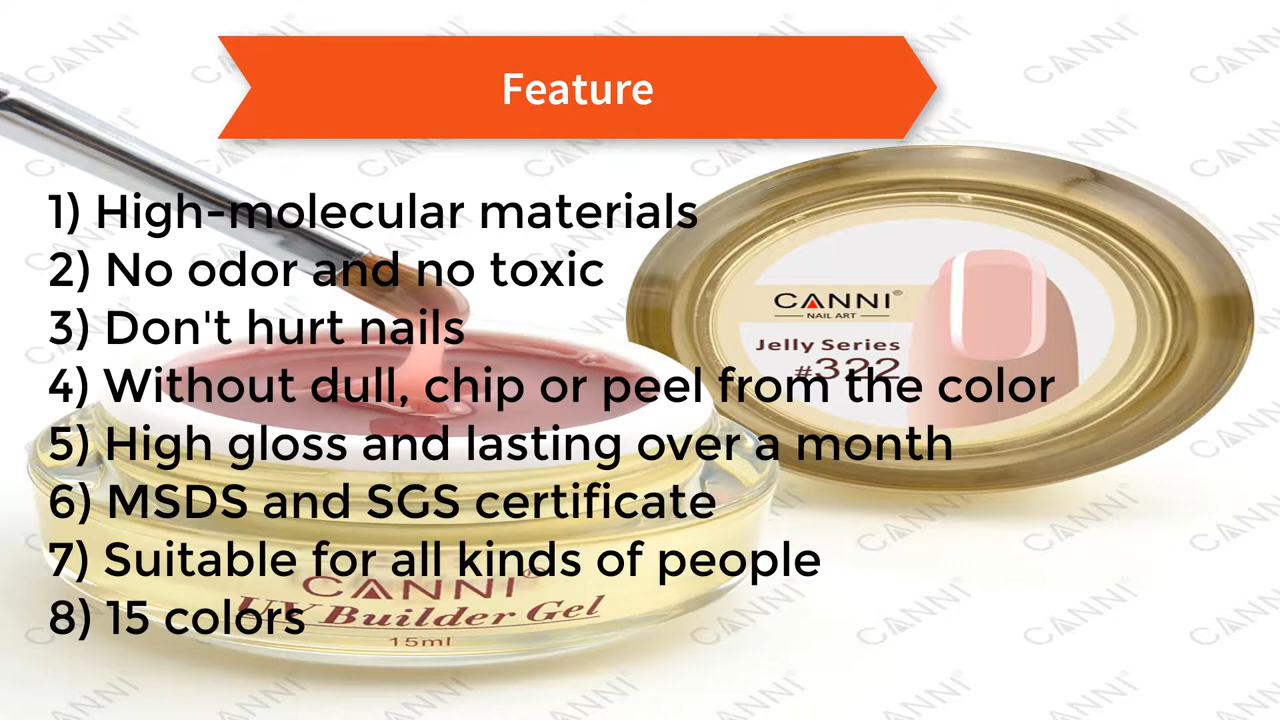 Feature
1) High-molecular materials
2) No odor and no toxic
3) Don't hurt nails
4) Without dull, chip or peel from the color
5) High gloss and lasting over a month
6) MSDS and SGS certificate
7) Suitable for all kinds of people
8) 15 colors
CANNI®
NAIL ART
Jelly Series
#322
CANNI®
UV Builder Gel
15ml
CANNI®